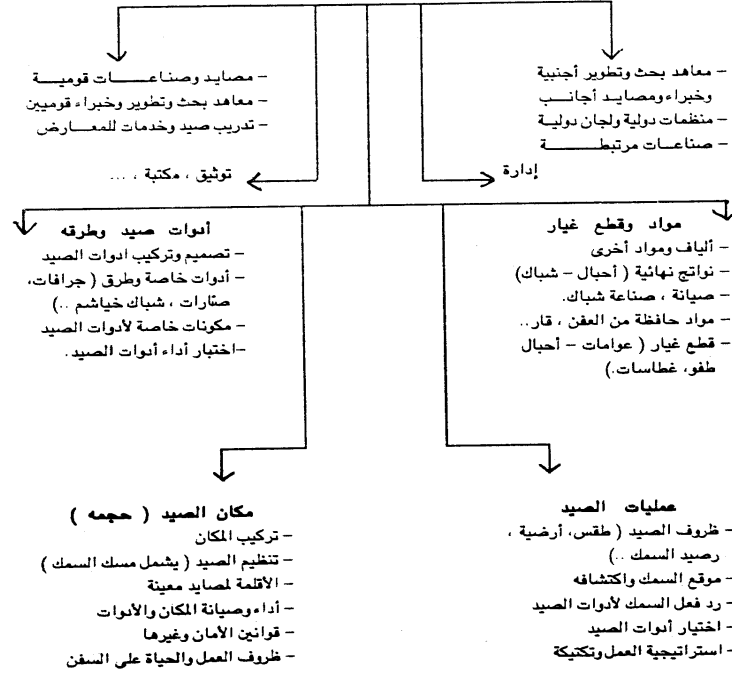 – معاهد بحث وتطوير أجنبية
وخبراء ومصايد أجانب
– منظمات دولية ولجان دولية
– صناعات مرتبطة
إدارة
– مصايد وصناعات قومية
– معاهد بحث وتطوير وخبراء قوميين
– تدريب صيد وخدمات للمعارض
توثيق ، مكتبة ، ...
مواد وقطع غيار
– ألياف ومواد أخرى
– نواتج نهائية ( أحبال – شباك)
– صيانة ، صناعة شباك.
– مواد حافظة من العفن ، قار..
– قطع غيار ( عوامات – أحبال
طفو، غطاسات.)
أدوات صيد وطرقه
– تصميم وتركيب ادوات الصيد
– أدوات خاصة وطرق ( جرافات،
صنارات ، شباك خياشم ..)
– مكونات خاصة لأدوات الصيد
–اختبار أداء أدوات الصيد.
عمليات الصيد
– ظروف الصيد ( طقس، أرضية ،
رصيد السمك ..)
– موقع السمك واكتشافه
– رد فعل السمك لأدوات الصيد
– اختيار أدوات الصيد
– استراتيجية العمل وتكتيكة
مكان الصيد ( حجمه )
– تركيب المكان
– تنظيم الصيد ( يشمل مسك السمك )
– الأقلمة لمصايد معينة
– أداء وصيانة المكان والأدوات
– قوانين الأمان وغيرها
– ظروف العمل والحياة على السفن